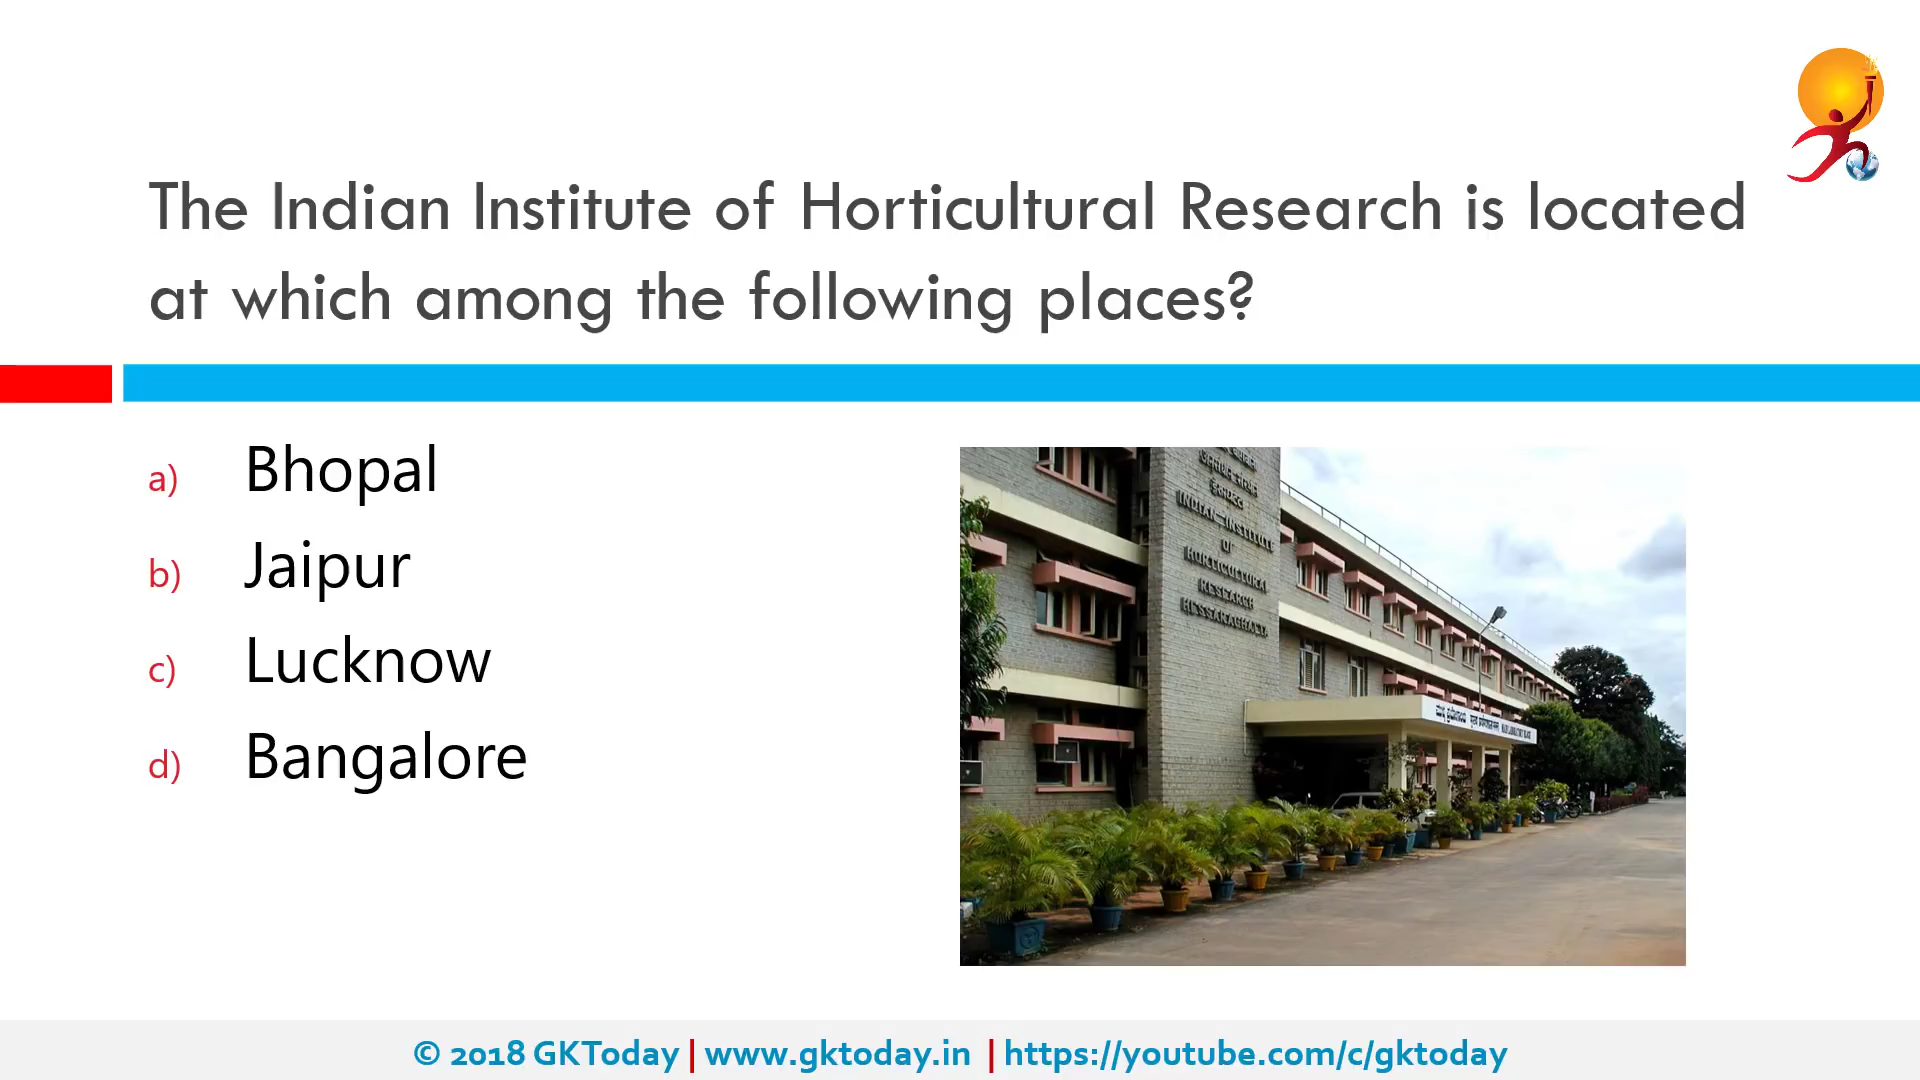 The Indian Institute of Horticultural Research is located
at which among the following places?
a) Bhopal
b) Jaipur
c) Lucknow
d) Bangalore
INDIAN INSTITUTE
OF
HORTICULTURAL
RESEARCH
HESSARAGHATTA
© 2018 GKToday | www.gktoday.in | https://youtube.com/c/gktoday